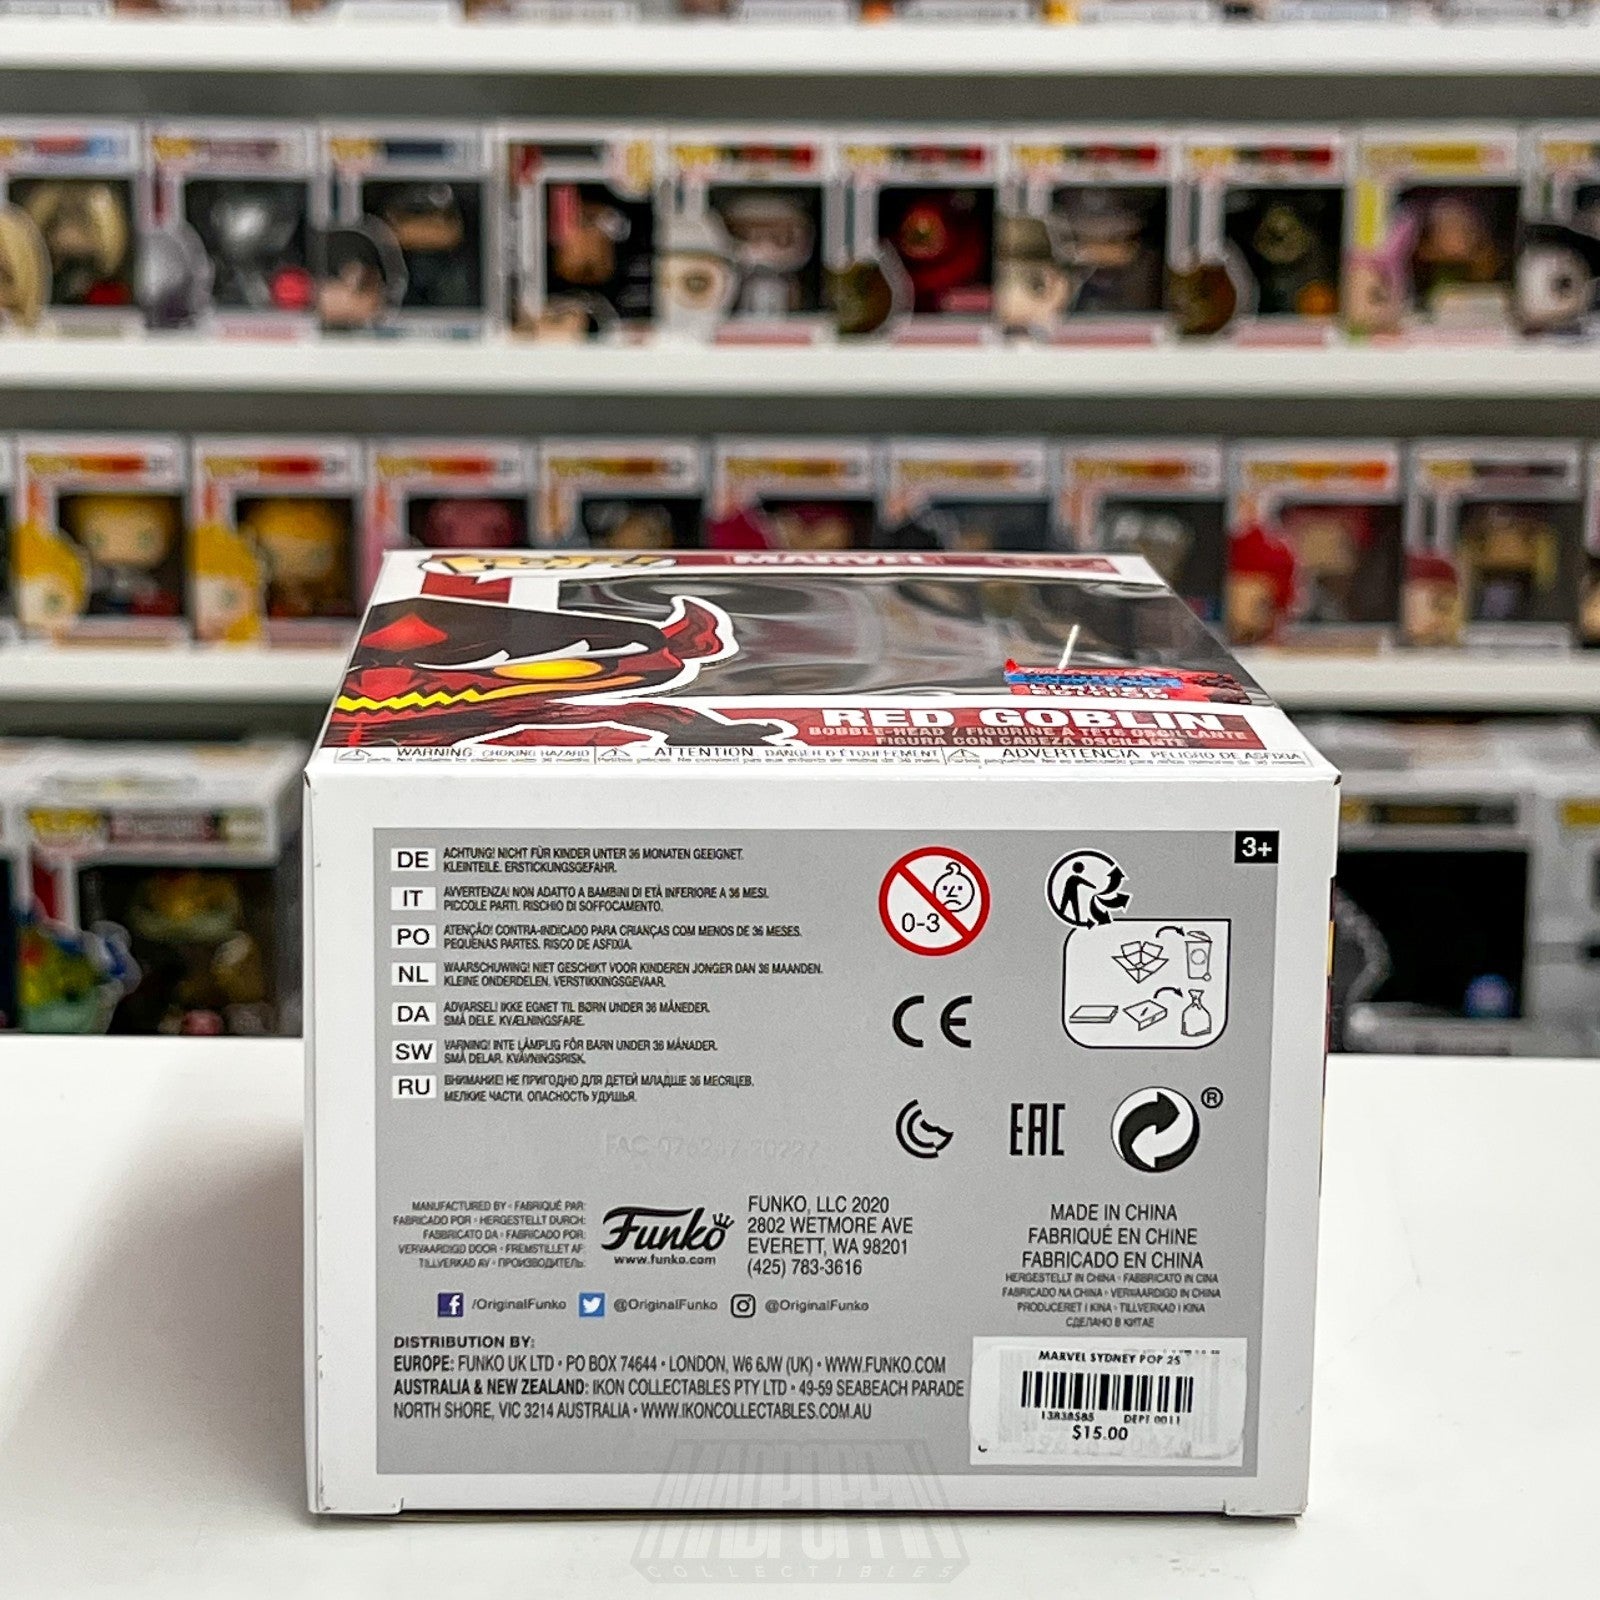 POP!
MARVEL
LIMITED
EDITION
RED GOBLIN
BOBBLE-HEAD / FIGURINE À TÊTE OSCILLANTE
FIGURA CON CABEZA OSCILANTE
WARNING: CHOKING HAZARD
ATTENTION: DANGER D'ÉTOUFFEMENT
ADVERTENCIA: PELIGRO DE ASFIXIA
3+
DE ACHTUNG! NICHT FÜR KINDER UNTER 36 MONATEN GEEIGNET.
KLEINTEILE. ERSTICKUNGSGEFAHR.
IT AVVERTENZA! NON ADATTO A BAMBINI DI ETÀ INFERIORE A 36 MESI.
PICCOLE PARTI. RISCHIO DI SOFFOCAMENTO.
PO ATENÇÃO! CONTRA-INDICADO PARA CRIANÇAS COM MENOS DE 36 MESES.
PEQUENAS PARTES. RISCO DE ASFIXIA.
NL WAARSCHUWING! NIET GESCHIKT VOOR KINDEREN JONGER DAN 36 MAANDEN.
KLEINE ONDERDELEN. VERSTIKKINGSGEVAAR.
DA ADVARSEL! IKKE EGNET TIL BØRN UNDER 36 MÅNEDER.
SMÅ DELE. KVÆLNINGSFARE.
SW VARNING! INTE LÄMPLIG FÖR BARN UNDER 36 MÅNADER.
SMÅ DELAR. KVÄVNINGSRISK.
RU ВНИМАНИЕ! НЕ ПРИГОДНО ДЛЯ ДЕТЕЙ МЛАДШЕ 36 МЕСЯЦЕВ.
МЕЛКИЕ ЧАСТИ. ОПАСНОСТЬ УДУШЬЯ.
0-3
CE
EAC
®
MANUFACTURED BY · FABRIQUÉ PAR:
FABRICADO POR · HERGESTELLT DURCH:
FABBRICATO DA · FABRICADO POR:
VERVAARDIGD DOOR · FREMSTILLET AF:
TILLVERKAD AV · ПРОИЗВОДИТЕЛЬ:
Funko
www.funko.com
FUNKO, LLC 2020
2802 WETMORE AVE
EVERETT, WA 98201
(425) 783-3616
MADE IN CHINA
FABRIQUÉ EN CHINE
FABRICADO EN CHINA
HERGESTELLT IN CHINA · FABBRICATO IN CINA
FABRICADO NA CHINA · VERVAARDIGD IN CHINA
PRODUCERET I KINA · TILLVERKAD I KINA
СДЕЛАНО В КИТАЕ
/OriginalFunko @OriginalFunko @OriginalFunko
DISTRIBUTION BY:
EUROPE: FUNKO UK LTD · PO BOX 74644 · LONDON, W6 6JW (UK) · WWW.FUNKO.COM
AUSTRALIA & NEW ZEALAND: IKON COLLECTABLES PTY LTD · 49-59 SEABEACH PARADE
NORTH SHORE, VIC 3214 AUSTRALIA · WWW.IKONCOLLECTABLES.COM.AU
MARVEL SYDNEY POP 25
13838585 DEPT 0011
$15.00
MADPOPPIN
COLLECTIBLES